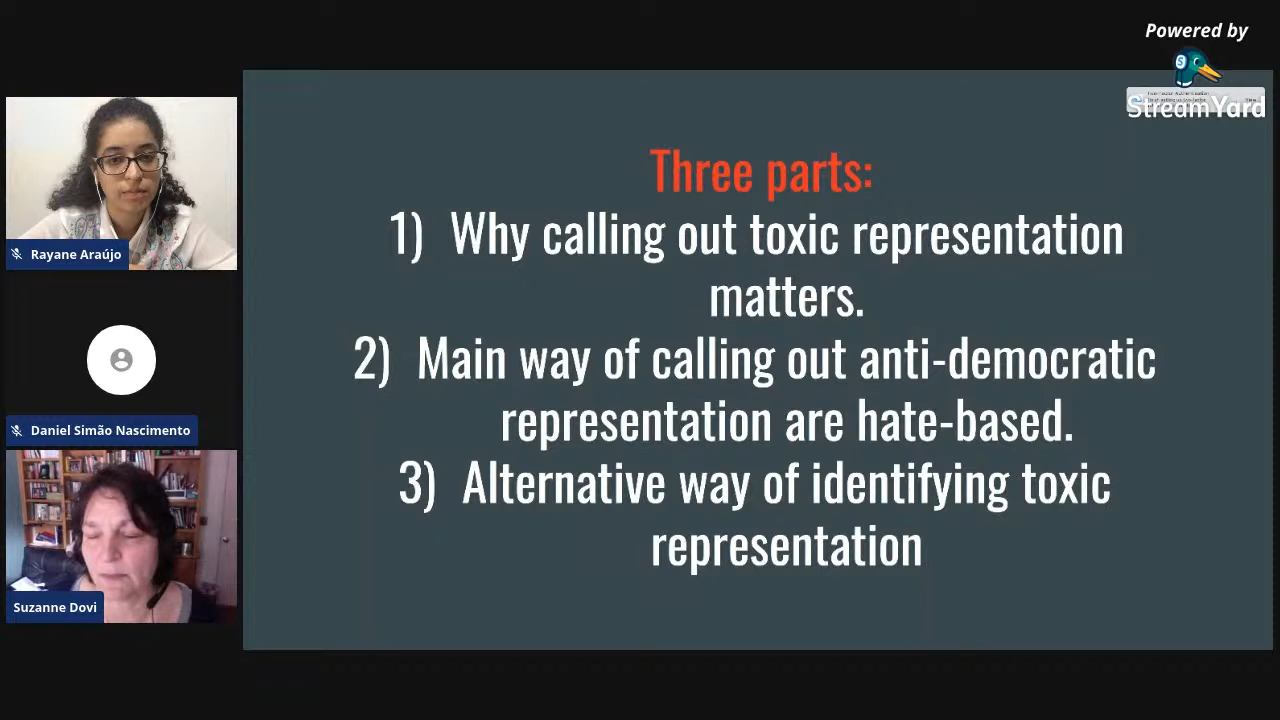 Powered by
StreamYard
Three parts:
1) Why calling out toxic representation
matters.
2) Main way of calling out anti-democratic
representation are hate-based.
3) Alternative way of identifying toxic
representation
Rayane Araújo
Daniel Simão Nascimento
Suzanne Dovi